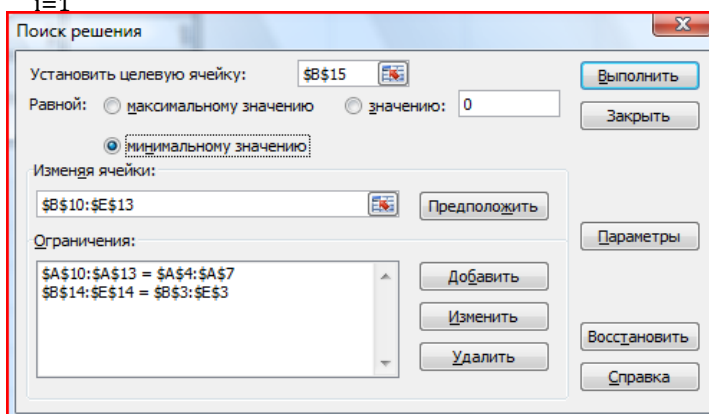 i=1
Поиск решения
Установить целевую ячейку: $B$15
Выполнить
Равной: максимальному значению значению: 0
Закрыть
минимальному значению
Изменяя ячейки:
$B$10:$E$13
Предположить
Ограничения:
Параметры
$A$10:$A$13 = $A$4:$A$7
$B$14:$E$14 = $B$3:$E$3
Добавить
Изменить
Восстановить
Удалить
Справка